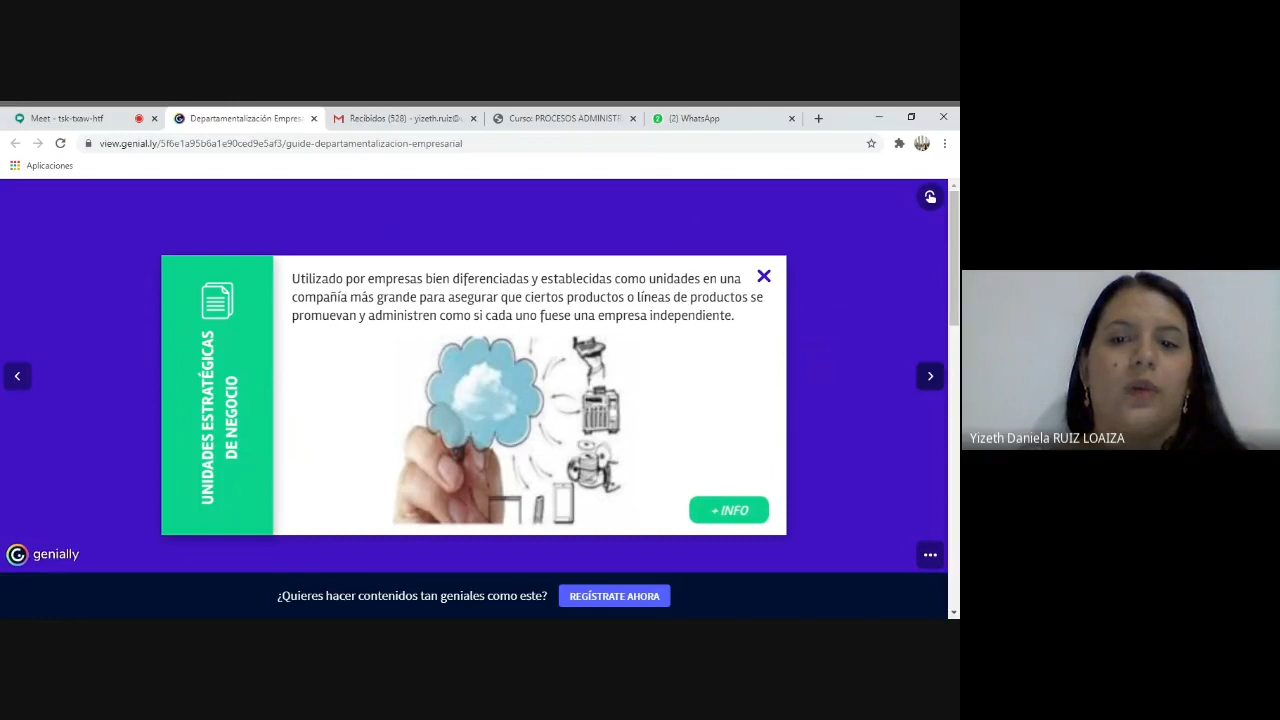 Meet - tsk-txaw-htf
Departamentalización Empresa
Recibidos (528) - yizeth.ruiz@u
Curso: PROCESOS ADMINISTR
(2) WhatsApp
view.genial.ly/5f6e1a95b6a1e90ced9e5af3/guide-departamentalizacion-empresarial
Aplicaciones
UNIDADES ESTRATÉGICAS
DE NEGOCIO
Utilizado por empresas bien diferenciadas y establecidas como unidades en una
compañía más grande para asegurar que ciertos productos o líneas de productos se
promuevan y administren como si cada uno fuese una empresa independiente.
+ INFO
genially
¿Quieres hacer contenidos tan geniales como este?
REGÍSTRATE AHORA
Yizeth Daniela RUIZ LOAIZA